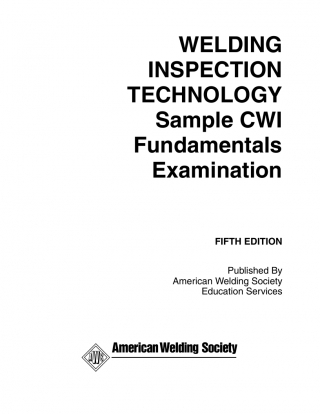 WELDING
INSPECTION
TECHNOLOGY
Sample CWI
Fundamentals
Examination
FIFTH EDITION
Published By
American Welding Society
Education Services
AWS
American Welding Society